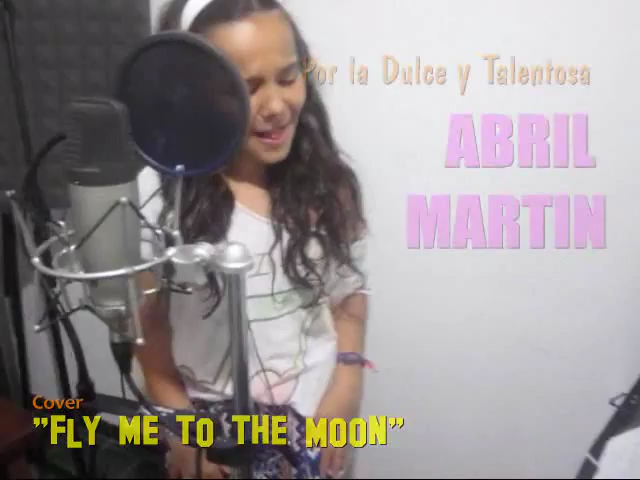 Por la Dulce y Talentosa
ABRIL
MARTIN
Cover
"FLY ME TO THE MOON"